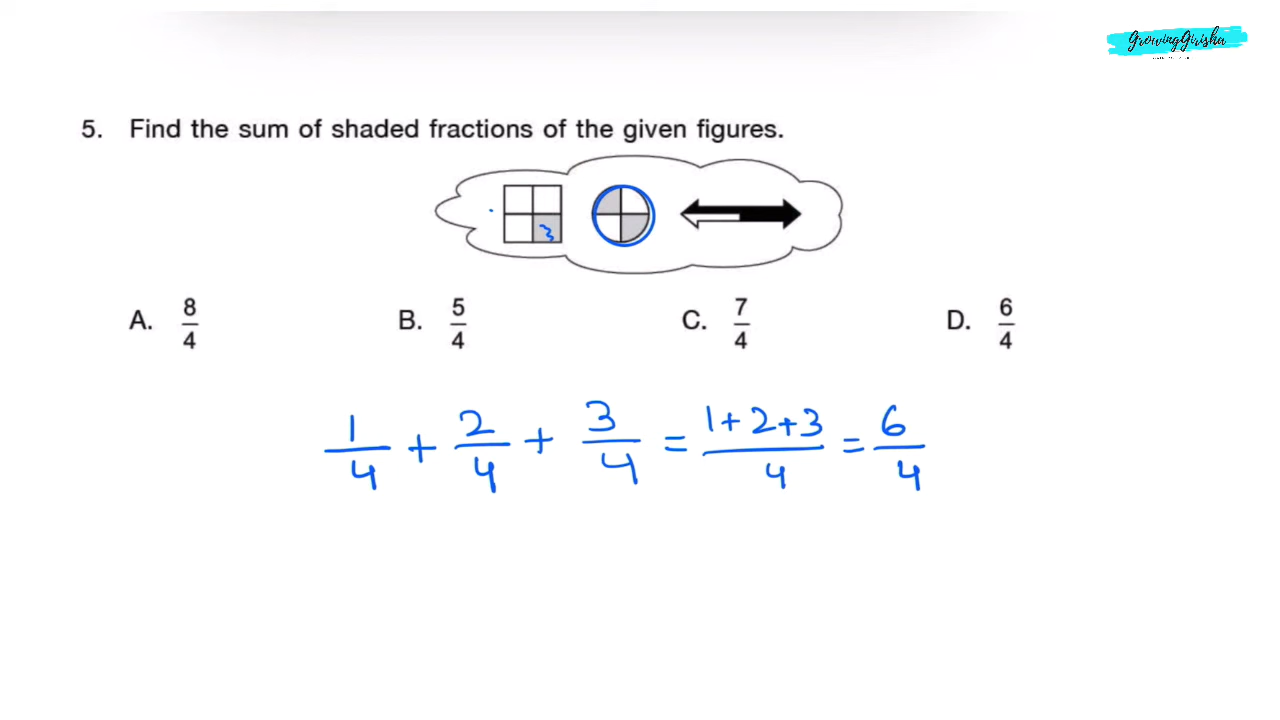 GrowingGirisha
5. Find the sum of shaded fractions of the given figures.
3
A. 8/4 B. 5/4 C. 7/4 D. 6/4
1/4 + 2/4 + 3/4 = 1+2+3/4 = 6/4